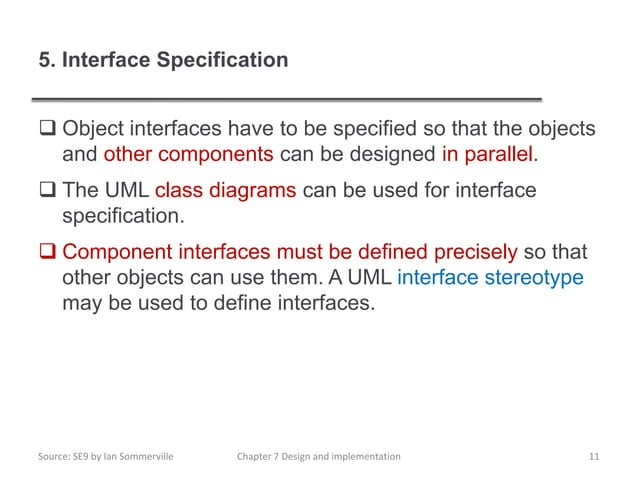 5. Interface Specification
❑ Object interfaces have to be specified so that the objects
and other components can be designed in parallel.
❑ The UML class diagrams can be used for interface
specification.
❑ Component interfaces must be defined precisely so that
other objects can use them. A UML interface stereotype
may be used to define interfaces.
Source: SE9 by Ian Sommerville Chapter 7 Design and implementation 11